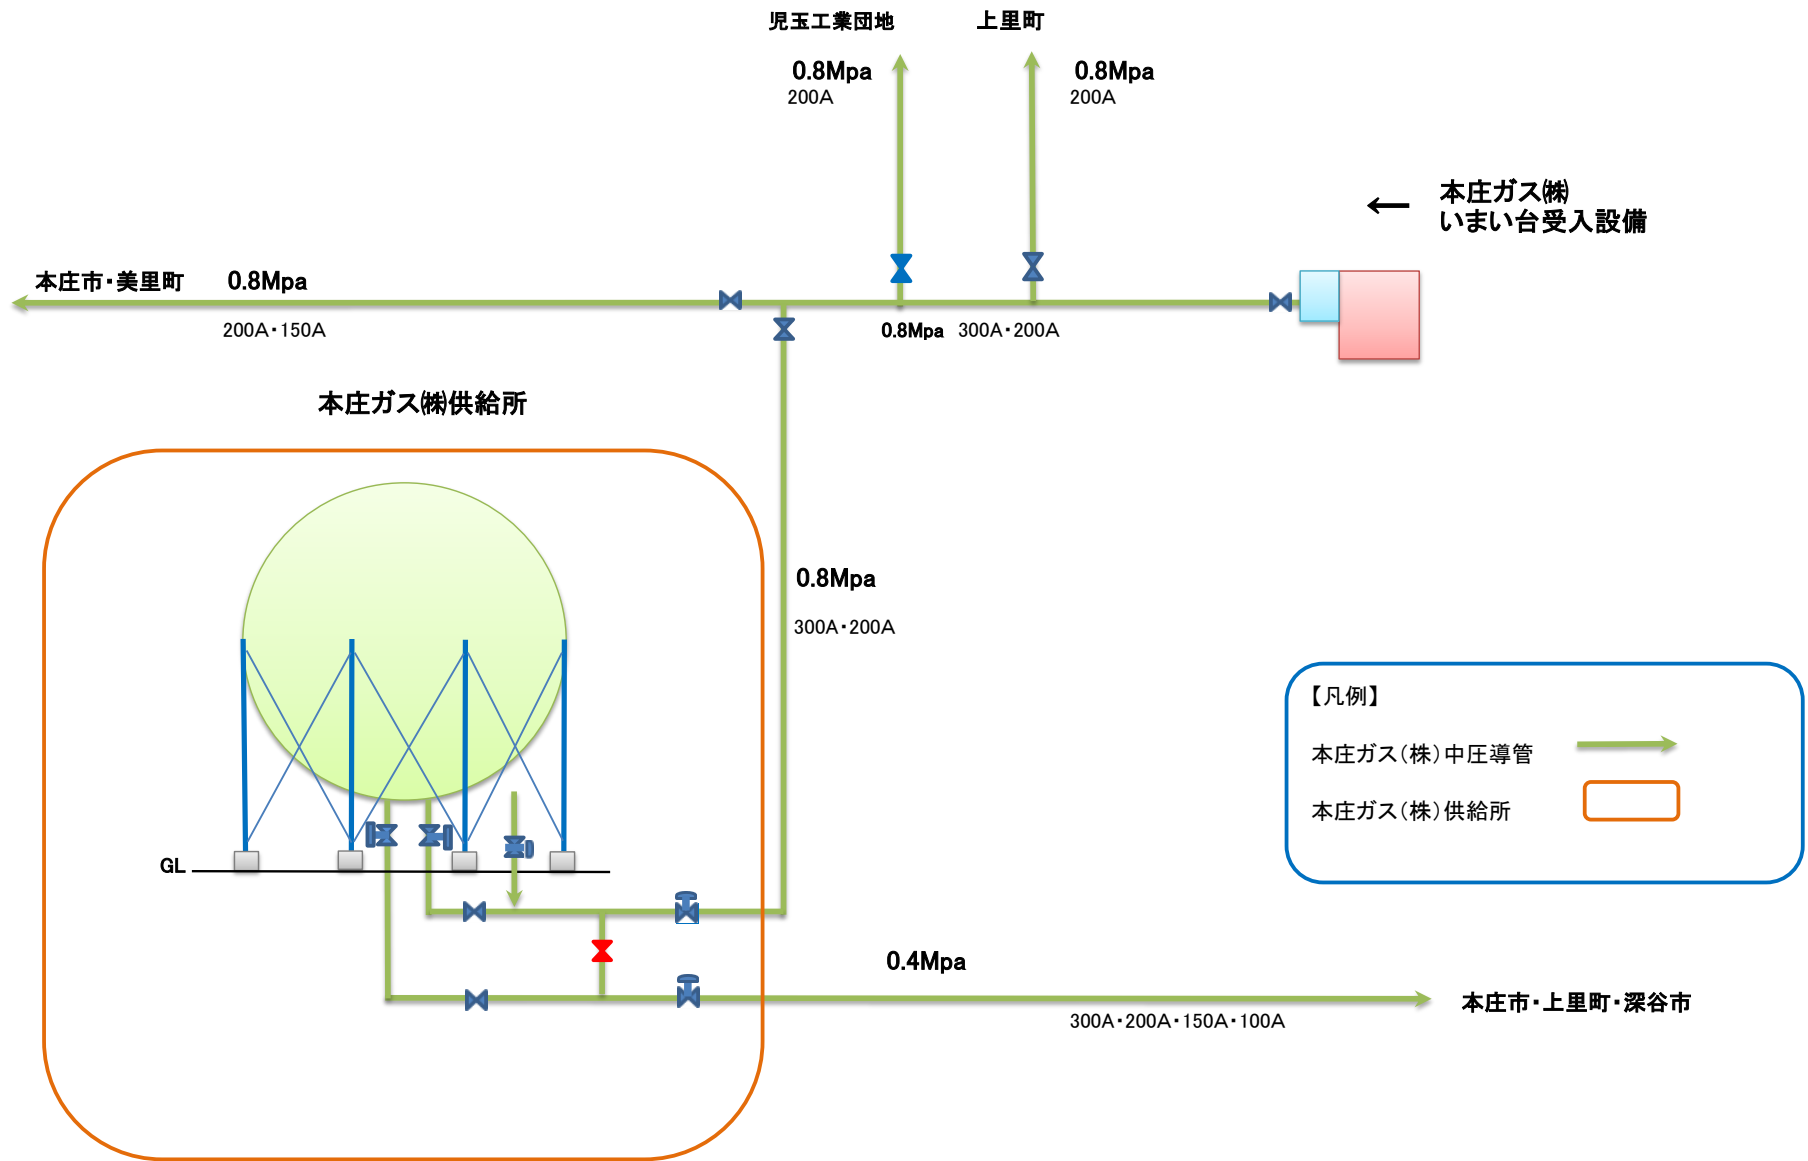 児玉工業団地
上里町
0.8Mpa
200A
0.8Mpa
200A
本庄ガス㈱
いまい台受入設備
←
本庄市・美里町
0.8Mpa
200A・150A
0.8Mpa
300A・200A
本庄ガス㈱供給所
0.8Mpa
300A・200A
【凡例】
本庄ガス（株）中圧導管
本庄ガス（株）供給所
GL
0.4Mpa
300A・200A・150A・100A
本庄市・上里町・深谷市